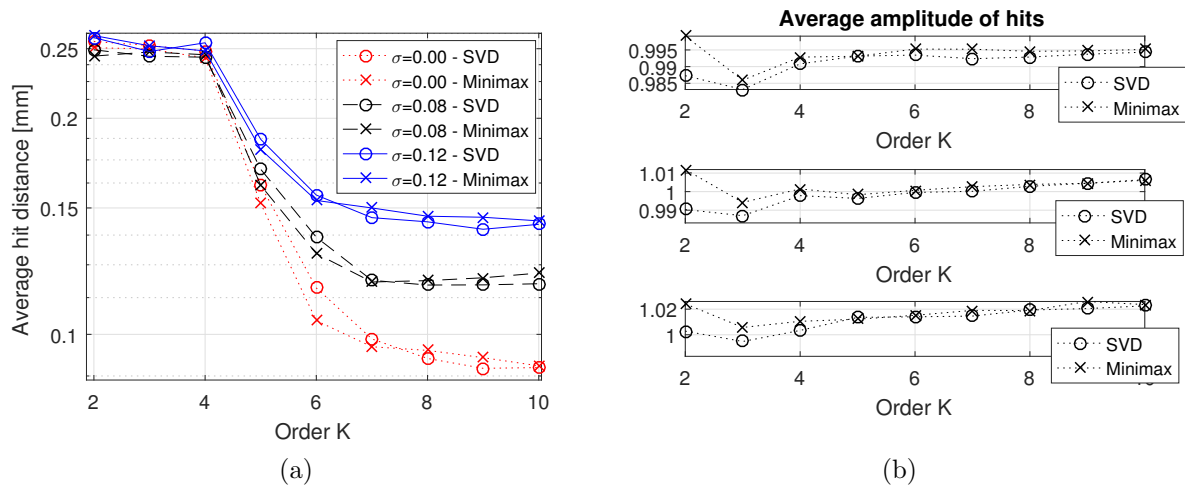 0.25
0.2
0.15
0.1
Average hit distance [mm]
2 4 6 8 10
Order K
σ=0.00 - SVD
σ=0.00 - Minimax
σ=0.08 - SVD
σ=0.08 - Minimax
σ=0.12 - SVD
σ=0.12 - Minimax
(a)
Average amplitude of hits
0.995
0.99
0.985
2 4 6 8
Order K
SVD
Minimax
1.01
1
0.99
2 4 6 8
Order K
SVD
Minimax
1.02
1
2 4 6 8
Order K
SVD
Minimax
(b)